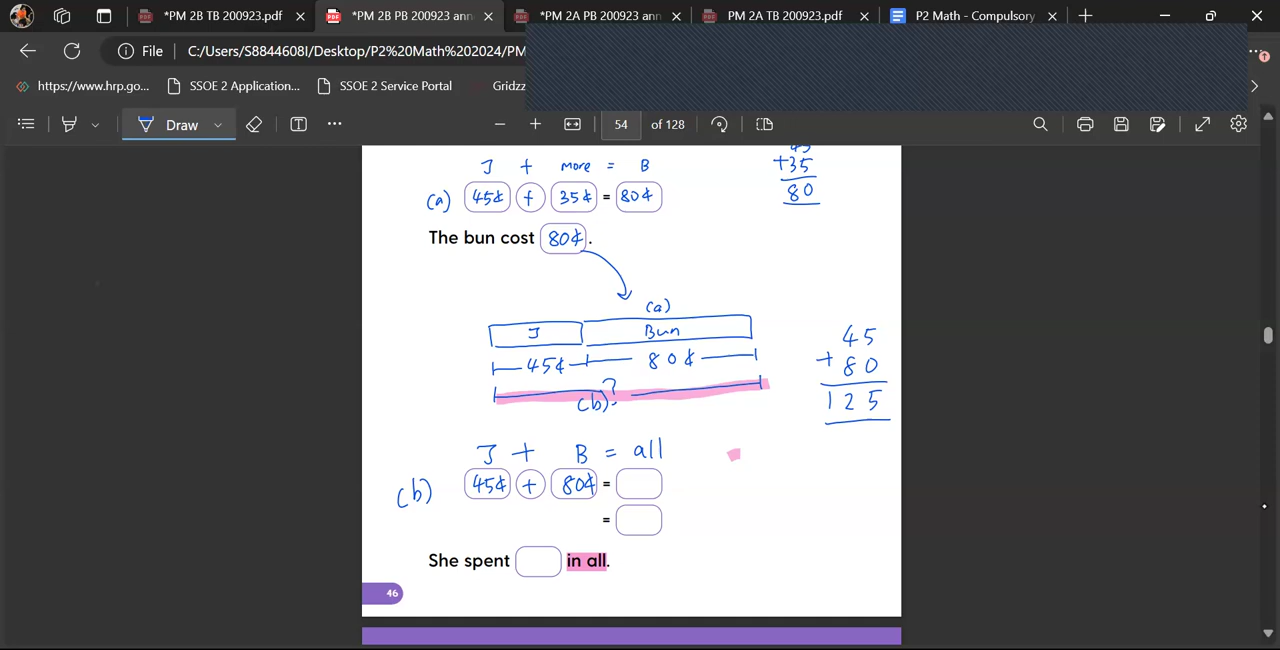 *PM 2B TB 200923.pdf
*PM 2B PB 200923 ann
*PM 2A PB 200923 ann
PM 2A TB 200923.pdf
P2 Math - Compulsory
File
C:/Users/S8844608I/Desktop/P2%20Math%202024/PM
https://www.hrp.go...
SSOE 2 Application...
SSOE 2 Service Portal
Gridzz
Draw
54 of 128
J + more = B
(a) 45¢ + 35¢ = 80¢
45
+35
80
The bun cost 80¢.
(a)
J Bun
45¢ 80¢
(b)?
45
+ 80
125
J + B = all
(b) 45¢ + 80¢ =
=
She spent in all.
46